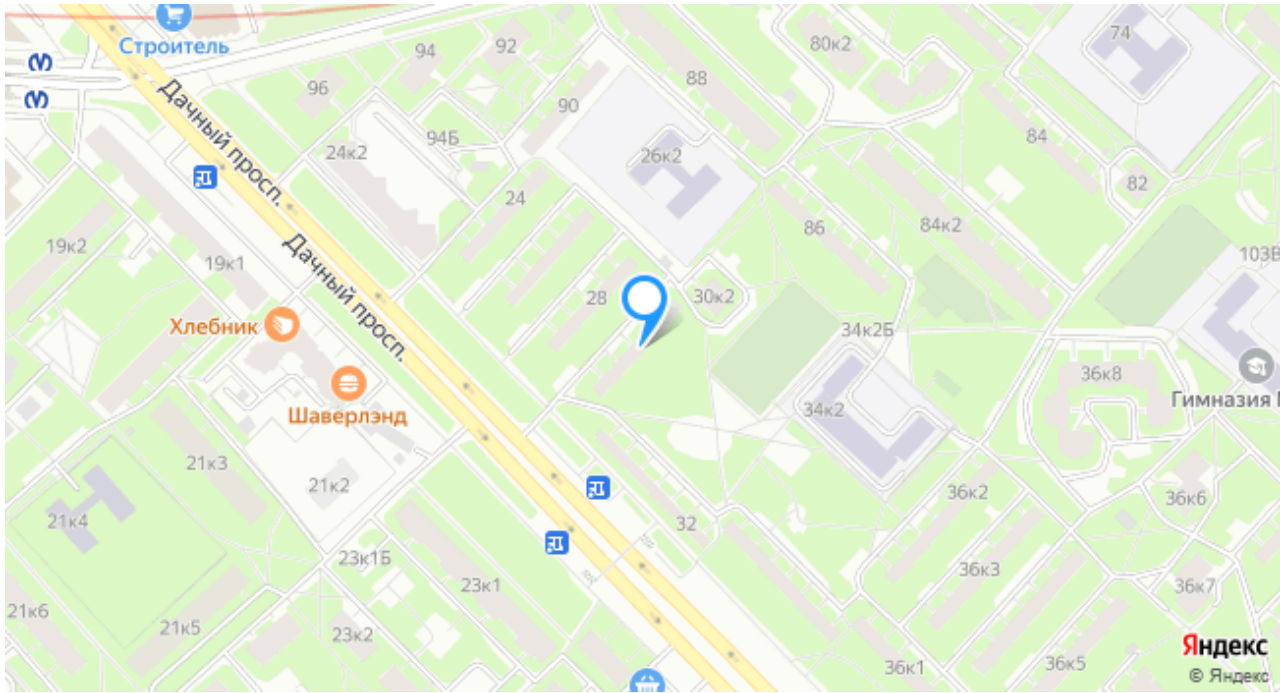 Строитель
94
92
80к2
74
96
90
88
Дачный просп.
24к2
94Б
26к2
84
82
24
86
84к2
19к2
19к1
Дачный просп.
103В
28
30к2
Хлебник
34к2Б
36к8
Шаверлэнд
34к2
Гимназия
21к3
21к2
36к2
36к6
21к4
32
23к1Б
36к3
23к1
36к7
21к6
21к5
23к2
36к1
36к5
Яндекс
© Яндекс